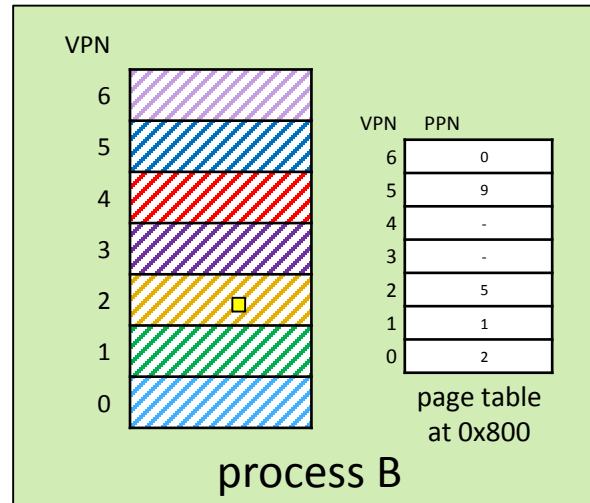 VPN
6
5
4
3
2
1
0
VPN PPN
6 0
5 9
4 -
3 -
2 5
1 1
0 2
page table
at 0x800
process B